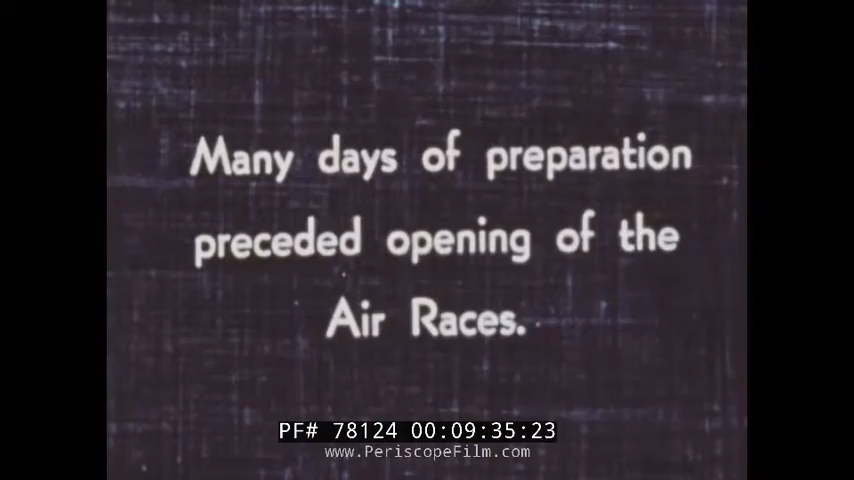 Many days of preparation
preceded opening of the
Air Races.
PF# 78124 00:09:35:23
www.PeriscopeFilm.com